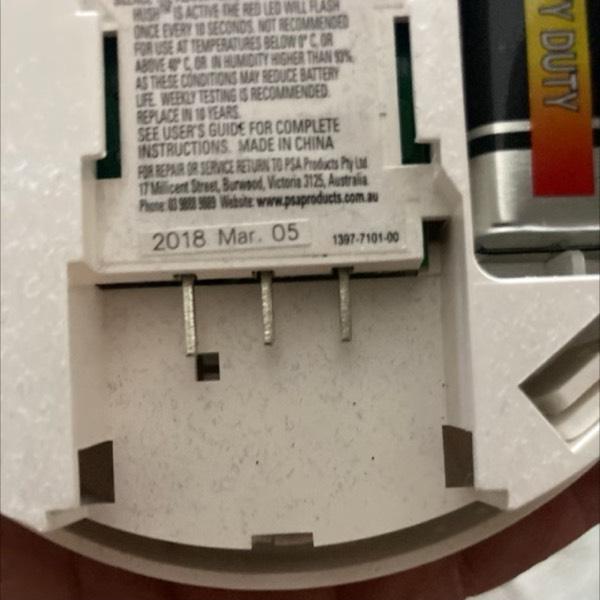 HUSH™ IS ACTIVE THE RED LED WILL FLASH
ONCE EVERY 10 SECONDS. NOT RECOMMENDED
FOR USE AT TEMPERATURES BELOW 0° C, OR
ABOVE 40° C, OR IN HUMIDITY HIGHER THAN 93%,
AS THESE CONDITIONS MAY REDUCE BATTERY
LIFE. WEEKLY TESTING IS RECOMMENDED.
REPLACE IN 10 YEARS.
SEE USER'S GUIDE FOR COMPLETE
INSTRUCTIONS. MADE IN CHINA
FOR REPAIR OR SERVICE RETURN TO PSA Products Pty Ltd
17 Millicent Street, Burwood, Victoria 3125, Australia
Phone: 03 9888 9889 Website: www.psaproducts.com.au
2018 Mar. 05
1397-7101-00
Y DUTY